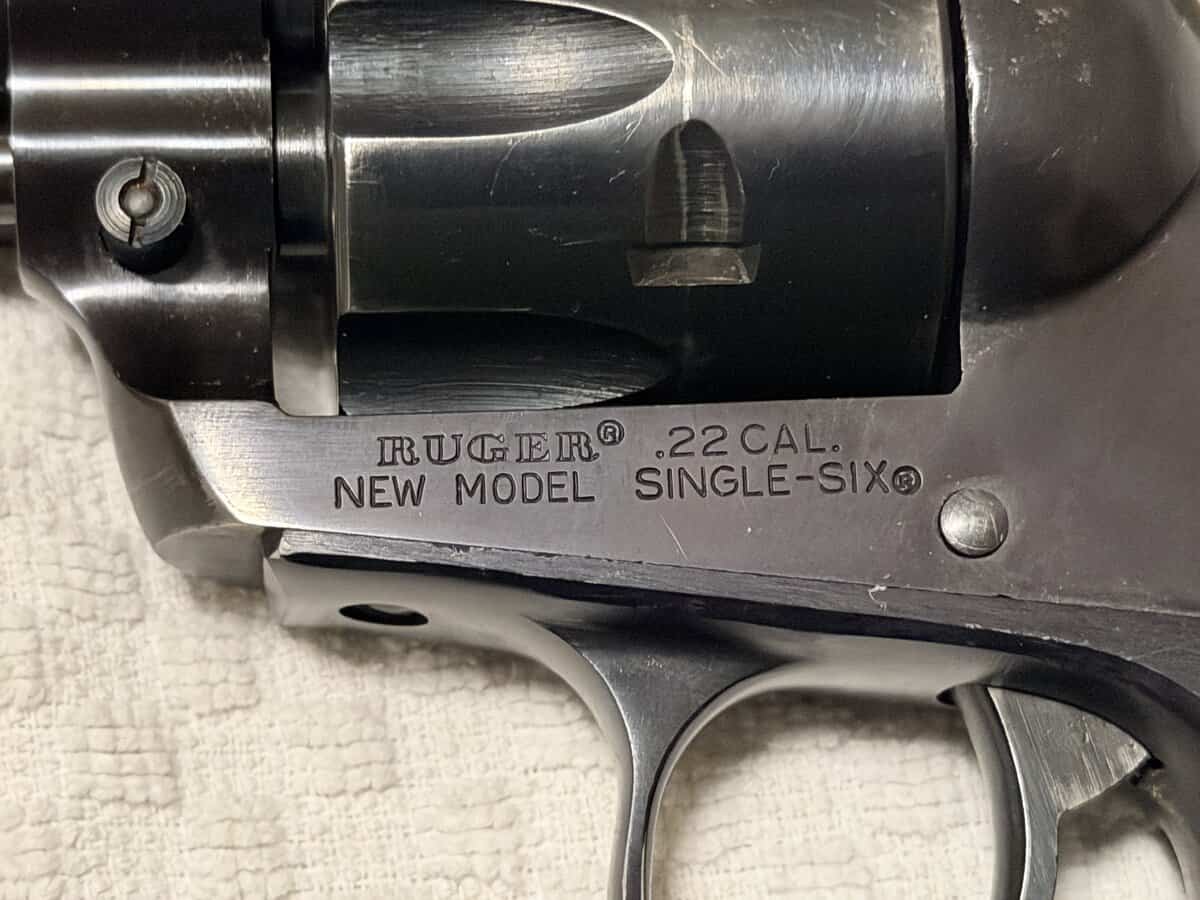 RUGER® .22 CAL.
NEW MODEL SINGLE-SIX®